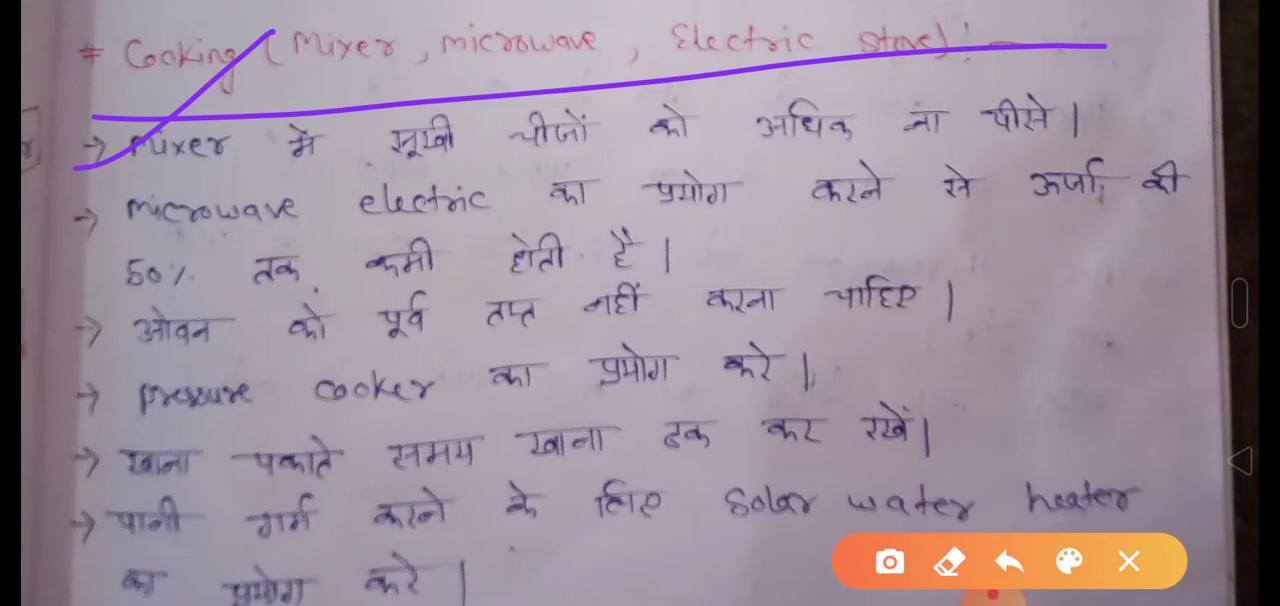 # Cooking (Mixer, microwave, Electric Stove):-
→ Mixer में सूखी चीजों को अधिक ना पीसे।
→ microwave electric का प्रयोग करने से ऊर्जा की
50% तक कमी होती है।
→ ओवन को पूर्व तप्त नहीं करना चाहिए।
→ pressure cooker का प्रयोग करे।
→ खाना पकाते समय खाना ढक कर रखें।
→ पानी गर्म करने के लिए Solar water heater
का प्रयोग करे।